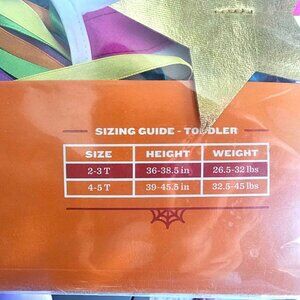 SIZING GUIDE - TODDLER
SIZE HEIGHT WEIGHT
2-3 T 36-38.5 in 26.5-32 lbs
4-5 T 39-45.5 in 32.5-45 lbs